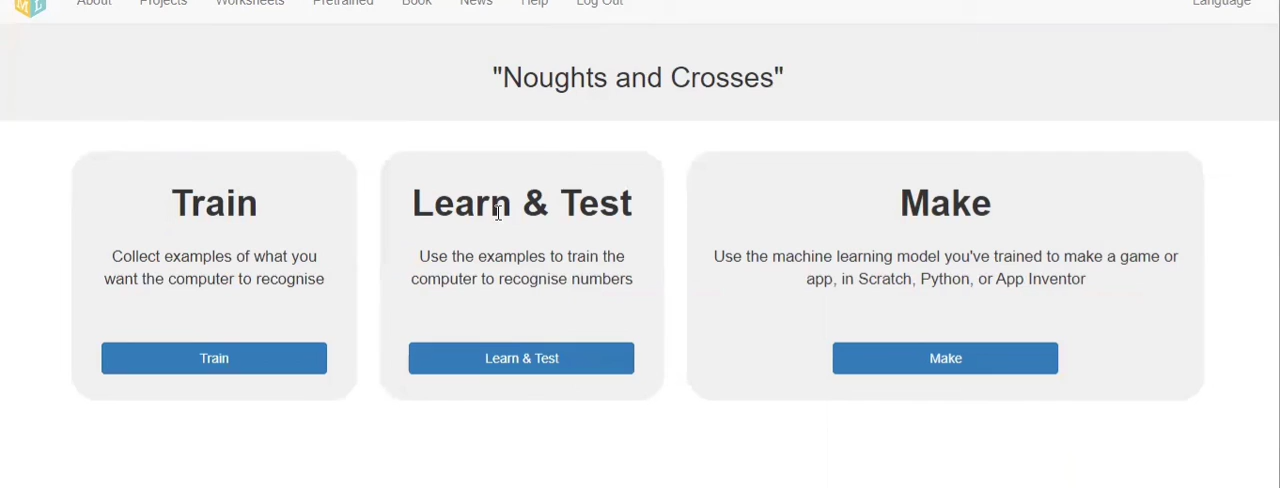 About Projects Worksheets Pretrained Book News Help Log Out Language
"Noughts and Crosses"
Train
Collect examples of what you
want the computer to recognise
Train
Learn & Test
Use the examples to train the
computer to recognise numbers
Learn & Test
Make
Use the machine learning model you've trained to make a game or
app, in Scratch, Python, or App Inventor
Make